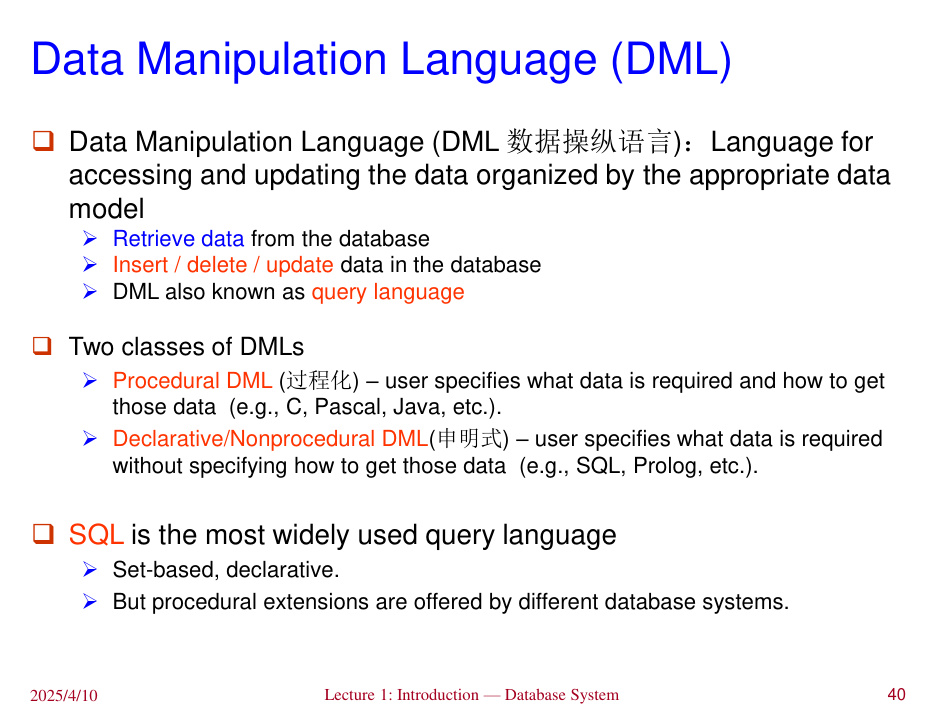 Data Manipulation Language (DML)
Data Manipulation Language (DML 数据操纵语言)：Language for
accessing and updating the data organized by the appropriate data
model
Retrieve data from the database
Insert / delete / update data in the database
DML also known as query language
Two classes of DMLs
Procedural DML (过程化) – user specifies what data is required and how to get
those data (e.g., C, Pascal, Java, etc.).
Declarative/Nonprocedural DML(申明式) – user specifies what data is required
without specifying how to get those data (e.g., SQL, Prolog, etc.).
SQL is the most widely used query language
Set-based, declarative.
But procedural extensions are offered by different database systems.
2025/4/10 Lecture 1: Introduction — Database System 40